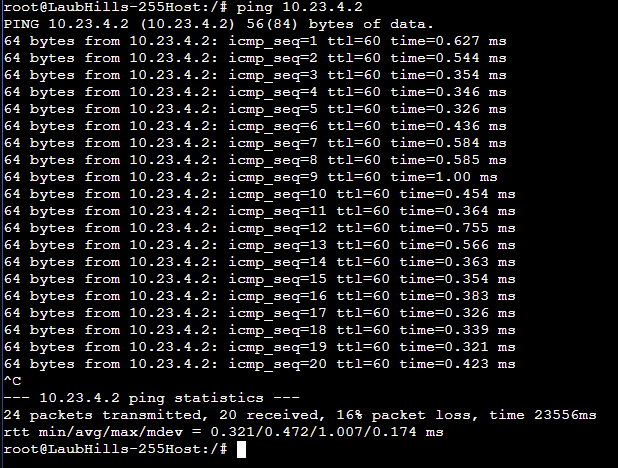 root@LaubHills-255Host:/# ping 10.23.4.2
PING 10.23.4.2 (10.23.4.2) 56(84) bytes of data.
64 bytes from 10.23.4.2: icmp_seq=1 ttl=60 time=0.627 ms
64 bytes from 10.23.4.2: icmp_seq=2 ttl=60 time=0.544 ms
64 bytes from 10.23.4.2: icmp_seq=3 ttl=60 time=0.354 ms
64 bytes from 10.23.4.2: icmp_seq=4 ttl=60 time=0.346 ms
64 bytes from 10.23.4.2: icmp_seq=5 ttl=60 time=0.326 ms
64 bytes from 10.23.4.2: icmp_seq=6 ttl=60 time=0.436 ms
64 bytes from 10.23.4.2: icmp_seq=7 ttl=60 time=0.584 ms
64 bytes from 10.23.4.2: icmp_seq=8 ttl=60 time=0.585 ms
64 bytes from 10.23.4.2: icmp_seq=9 ttl=60 time=1.00 ms
64 bytes from 10.23.4.2: icmp_seq=10 ttl=60 time=0.454 ms
64 bytes from 10.23.4.2: icmp_seq=11 ttl=60 time=0.364 ms
64 bytes from 10.23.4.2: icmp_seq=12 ttl=60 time=0.755 ms
64 bytes from 10.23.4.2: icmp_seq=13 ttl=60 time=0.566 ms
64 bytes from 10.23.4.2: icmp_seq=14 ttl=60 time=0.363 ms
64 bytes from 10.23.4.2: icmp_seq=15 ttl=60 time=0.354 ms
64 bytes from 10.23.4.2: icmp_seq=16 ttl=60 time=0.383 ms
64 bytes from 10.23.4.2: icmp_seq=17 ttl=60 time=0.326 ms
64 bytes from 10.23.4.2: icmp_seq=18 ttl=60 time=0.339 ms
64 bytes from 10.23.4.2: icmp_seq=19 ttl=60 time=0.321 ms
64 bytes from 10.23.4.2: icmp_seq=20 ttl=60 time=0.423 ms
^C
--- 10.23.4.2 ping statistics ---
24 packets transmitted, 20 received, 16% packet loss, time 23556ms
rtt min/avg/max/mdev = 0.321/0.472/1.007/0.174 ms
root@LaubHills-255Host:/#